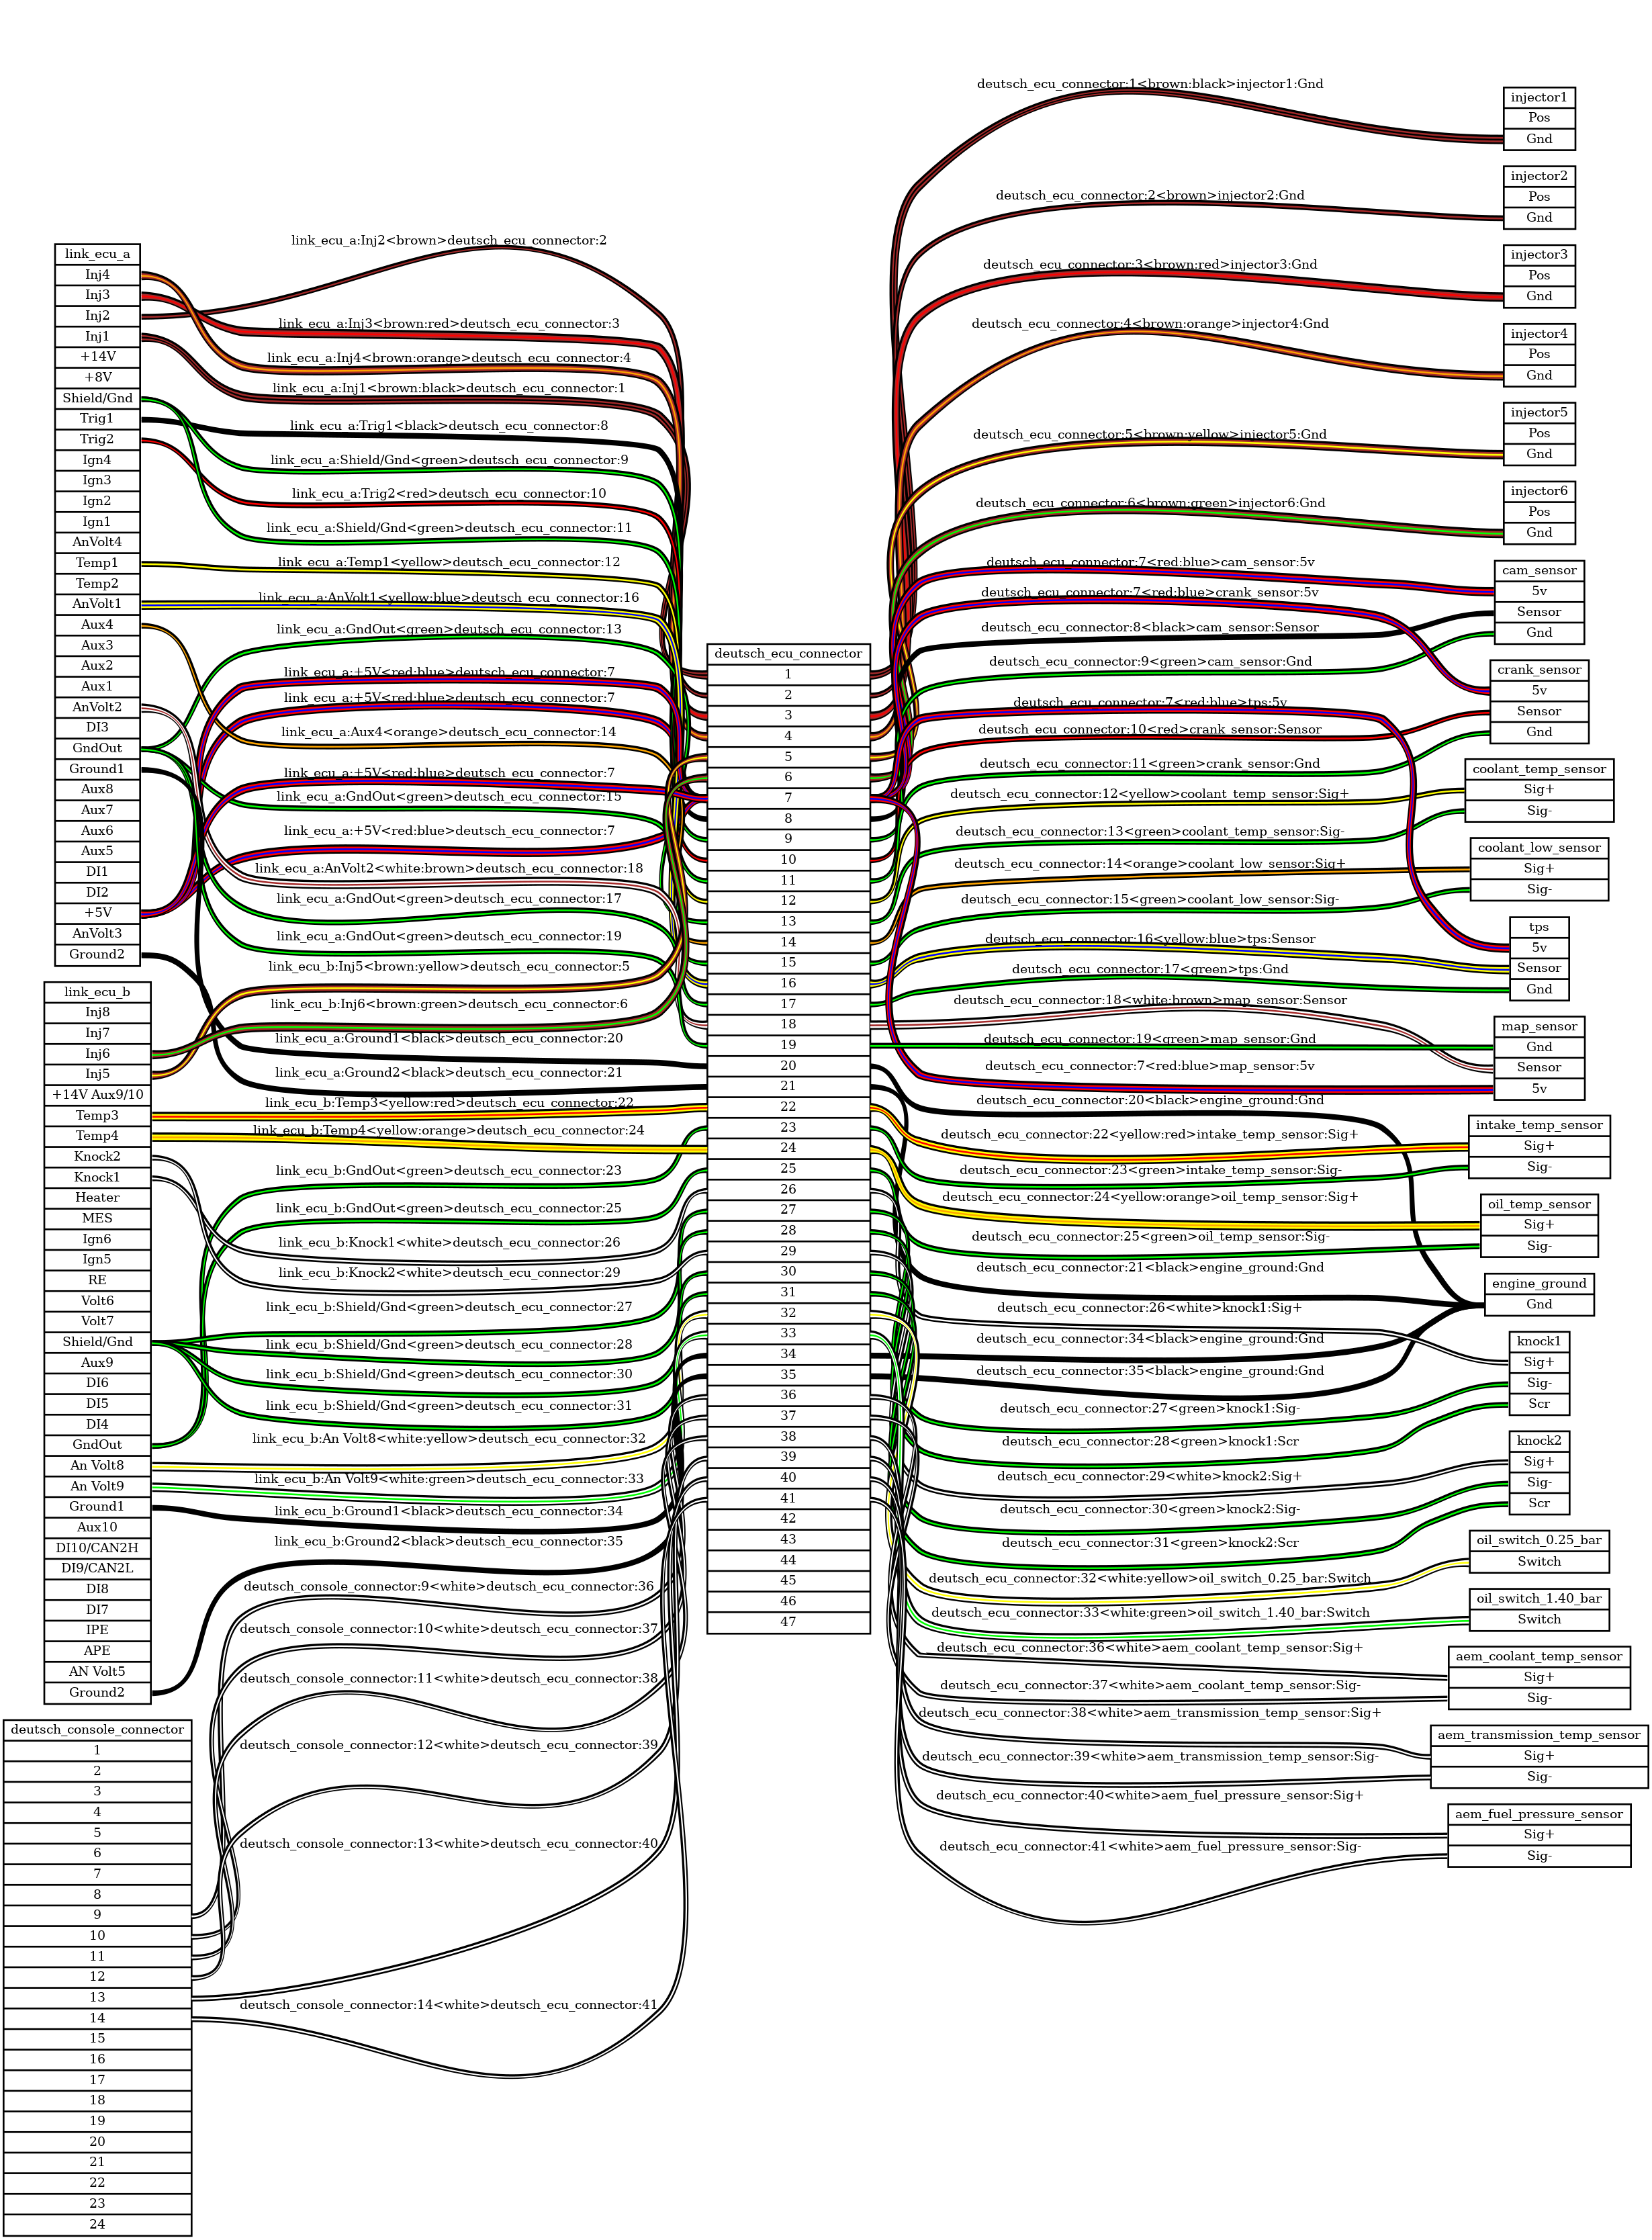 link_ecu_a
Inj4
Inj3
Inj2
Inj1
+14V
+8V
Shield/Gnd
Trig1
Trig2
Ign4
Ign3
Ign2
Ign1
AnVolt4
Temp1
Temp2
AnVolt1
Aux4
Aux3
Aux2
Aux1
AnVolt2
DI3
GndOut
Ground1
Aux8
Aux7
Aux6
Aux5
DI1
DI2
+5V
AnVolt3
Ground2
link_ecu_b
Inj8
Inj7
Inj6
Inj5
+14V Aux9/10
Temp3
Temp4
Knock2
Knock1
Heater
MES
Ign6
Ign5
RE
Volt6
Volt7
Shield/Gnd
Aux9
DI6
DI5
DI4
GndOut
An Volt8
An Volt9
Ground1
Aux10
DI10/CAN2H
DI9/CAN2L
DI8
DI7
IPE
APE
AN Volt5
Ground2
deutsch_console_connector
1
2
3
4
5
6
7
8
9
10
11
12
13
14
15
16
17
18
19
20
21
22
23
24
link_ecu_a:Inj2<brown>deutsch_ecu_connector:2
link_ecu_a:Inj3<brown:red>deutsch_ecu_connector:3
link_ecu_a:Inj4<brown:orange>deutsch_ecu_connector:4
link_ecu_a:Inj1<brown:black>deutsch_ecu_connector:1
link_ecu_a:Trig1<black>deutsch_ecu_connector:8
link_ecu_a:Shield/Gnd<green>deutsch_ecu_connector:9
link_ecu_a:Trig2<red>deutsch_ecu_connector:10
link_ecu_a:Shield/Gnd<green>deutsch_ecu_connector:11
link_ecu_a:Temp1<yellow>deutsch_ecu_connector:12
link_ecu_a:AnVolt1<yellow:blue>deutsch_ecu_connector:16
link_ecu_a:GndOut<green>deutsch_ecu_connector:13
link_ecu_a:+5V<red:blue>deutsch_ecu_connector:7
link_ecu_a:+5V<red:blue>deutsch_ecu_connector:7
link_ecu_a:Aux4<orange>deutsch_ecu_connector:14
link_ecu_a:+5V<red:blue>deutsch_ecu_connector:7
link_ecu_a:GndOut<green>deutsch_ecu_connector:15
link_ecu_a:+5V<red:blue>deutsch_ecu_connector:7
link_ecu_a:AnVolt2<white:brown>deutsch_ecu_connector:18
link_ecu_a:GndOut<green>deutsch_ecu_connector:17
link_ecu_a:GndOut<green>deutsch_ecu_connector:19
link_ecu_b:Inj5<brown:yellow>deutsch_ecu_connector:5
link_ecu_b:Inj6<brown:green>deutsch_ecu_connector:6
link_ecu_a:Ground1<black>deutsch_ecu_connector:20
link_ecu_a:Ground2<black>deutsch_ecu_connector:21
link_ecu_b:Temp3<yellow:red>deutsch_ecu_connector:22
link_ecu_b:Temp4<yellow:orange>deutsch_ecu_connector:24
link_ecu_b:GndOut<green>deutsch_ecu_connector:23
link_ecu_b:GndOut<green>deutsch_ecu_connector:25
link_ecu_b:Knock1<white>deutsch_ecu_connector:26
link_ecu_b:Knock2<white>deutsch_ecu_connector:29
link_ecu_b:Shield/Gnd<green>deutsch_ecu_connector:27
link_ecu_b:Shield/Gnd<green>deutsch_ecu_connector:28
link_ecu_b:Shield/Gnd<green>deutsch_ecu_connector:30
link_ecu_b:Shield/Gnd<green>deutsch_ecu_connector:31
link_ecu_b:An Volt8<white:yellow>deutsch_ecu_connector:32
link_ecu_b:An Volt9<white:green>deutsch_ecu_connector:33
link_ecu_b:Ground1<black>deutsch_ecu_connector:34
link_ecu_b:Ground2<black>deutsch_ecu_connector:35
deutsch_console_connector:9<white>deutsch_ecu_connector:36
deutsch_console_connector:10<white>deutsch_ecu_connector:37
deutsch_console_connector:11<white>deutsch_ecu_connector:38
deutsch_console_connector:12<white>deutsch_ecu_connector:39
deutsch_console_connector:13<white>deutsch_ecu_connector:40
deutsch_console_connector:14<white>deutsch_ecu_connector:41
deutsch_ecu_connector
1
2
3
4
5
6
7
8
9
10
11
12
13
14
15
16
17
18
19
20
21
22
23
24
25
26
27
28
29
30
31
32
33
34
35
36
37
38
39
40
41
42
43
44
45
46
47
deutsch_ecu_connector:1<brown:black>injector1:Gnd
deutsch_ecu_connector:2<brown>injector2:Gnd
deutsch_ecu_connector:3<brown:red>injector3:Gnd
deutsch_ecu_connector:4<brown:orange>injector4:Gnd
deutsch_ecu_connector:5<brown:yellow>injector5:Gnd
deutsch_ecu_connector:6<brown:green>injector6:Gnd
deutsch_ecu_connector:7<red:blue>cam_sensor:5v
deutsch_ecu_connector:7<red:blue>crank_sensor:5v
deutsch_ecu_connector:8<black>cam_sensor:Sensor
deutsch_ecu_connector:9<green>cam_sensor:Gnd
deutsch_ecu_connector:7<red:blue>tps:5v
deutsch_ecu_connector:10<red>crank_sensor:Sensor
deutsch_ecu_connector:11<green>crank_sensor:Gnd
deutsch_ecu_connector:12<yellow>coolant_temp_sensor:Sig+
deutsch_ecu_connector:13<green>coolant_temp_sensor:Sig-
deutsch_ecu_connector:14<orange>coolant_low_sensor:Sig+
deutsch_ecu_connector:15<green>coolant_low_sensor:Sig-
deutsch_ecu_connector:16<yellow:blue>tps:Sensor
deutsch_ecu_connector:17<green>tps:Gnd
deutsch_ecu_connector:18<white:brown>map_sensor:Sensor
deutsch_ecu_connector:19<green>map_sensor:Gnd
deutsch_ecu_connector:7<red:blue>map_sensor:5v
deutsch_ecu_connector:20<black>engine_ground:Gnd
deutsch_ecu_connector:22<yellow:red>intake_temp_sensor:Sig+
deutsch_ecu_connector:23<green>intake_temp_sensor:Sig-
deutsch_ecu_connector:24<yellow:orange>oil_temp_sensor:Sig+
deutsch_ecu_connector:25<green>oil_temp_sensor:Sig-
deutsch_ecu_connector:21<black>engine_ground:Gnd
deutsch_ecu_connector:26<white>knock1:Sig+
deutsch_ecu_connector:34<black>engine_ground:Gnd
deutsch_ecu_connector:35<black>engine_ground:Gnd
deutsch_ecu_connector:27<green>knock1:Sig-
deutsch_ecu_connector:28<green>knock1:Scr
deutsch_ecu_connector:29<white>knock2:Sig+
deutsch_ecu_connector:30<green>knock2:Sig-
deutsch_ecu_connector:31<green>knock2:Scr
deutsch_ecu_connector:32<white:yellow>oil_switch_0.25_bar:Switch
deutsch_ecu_connector:33<white:green>oil_switch_1.40_bar:Switch
deutsch_ecu_connector:36<white>aem_coolant_temp_sensor:Sig+
deutsch_ecu_connector:37<white>aem_coolant_temp_sensor:Sig-
deutsch_ecu_connector:38<white>aem_transmission_temp_sensor:Sig+
deutsch_ecu_connector:39<white>aem_transmission_temp_sensor:Sig-
deutsch_ecu_connector:40<white>aem_fuel_pressure_sensor:Sig+
deutsch_ecu_connector:41<white>aem_fuel_pressure_sensor:Sig-
injector1
Pos
Gnd
injector2
Pos
Gnd
injector3
Pos
Gnd
injector4
Pos
Gnd
injector5
Pos
Gnd
injector6
Pos
Gnd
cam_sensor
5v
Sensor
Gnd
crank_sensor
5v
Sensor
Gnd
coolant_temp_sensor
Sig+
Sig-
coolant_low_sensor
Sig+
Sig-
tps
5v
Sensor
Gnd
map_sensor
Gnd
Sensor
5v
intake_temp_sensor
Sig+
Sig-
oil_temp_sensor
Sig+
Sig-
engine_ground
Gnd
knock1
Sig+
Sig-
Scr
knock2
Sig+
Sig-
Scr
oil_switch_0.25_bar
Switch
oil_switch_1.40_bar
Switch
aem_coolant_temp_sensor
Sig+
Sig-
aem_transmission_temp_sensor
Sig+
Sig-
aem_fuel_pressure_sensor
Sig+
Sig-